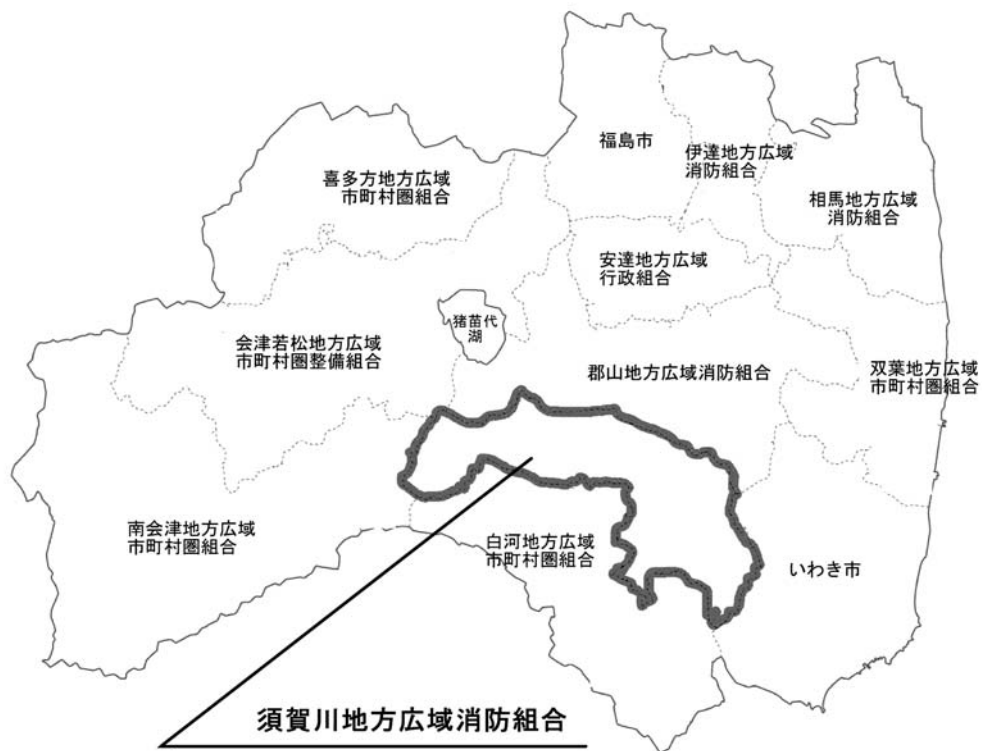 福島市
伊達地方広域
消防組合
喜多方地方広域
市町村圏組合
相馬地方広域
消防組合
安達地方広域
行政組合
猪苗代
湖
会津若松地方広域
市町村圏整備組合
郡山地方広域消防組合
双葉地方広域
市町村圏組合
南会津地方広域
市町村圏組合
白河地方広域
市町村圏組合
いわき市
須賀川地方広域消防組合